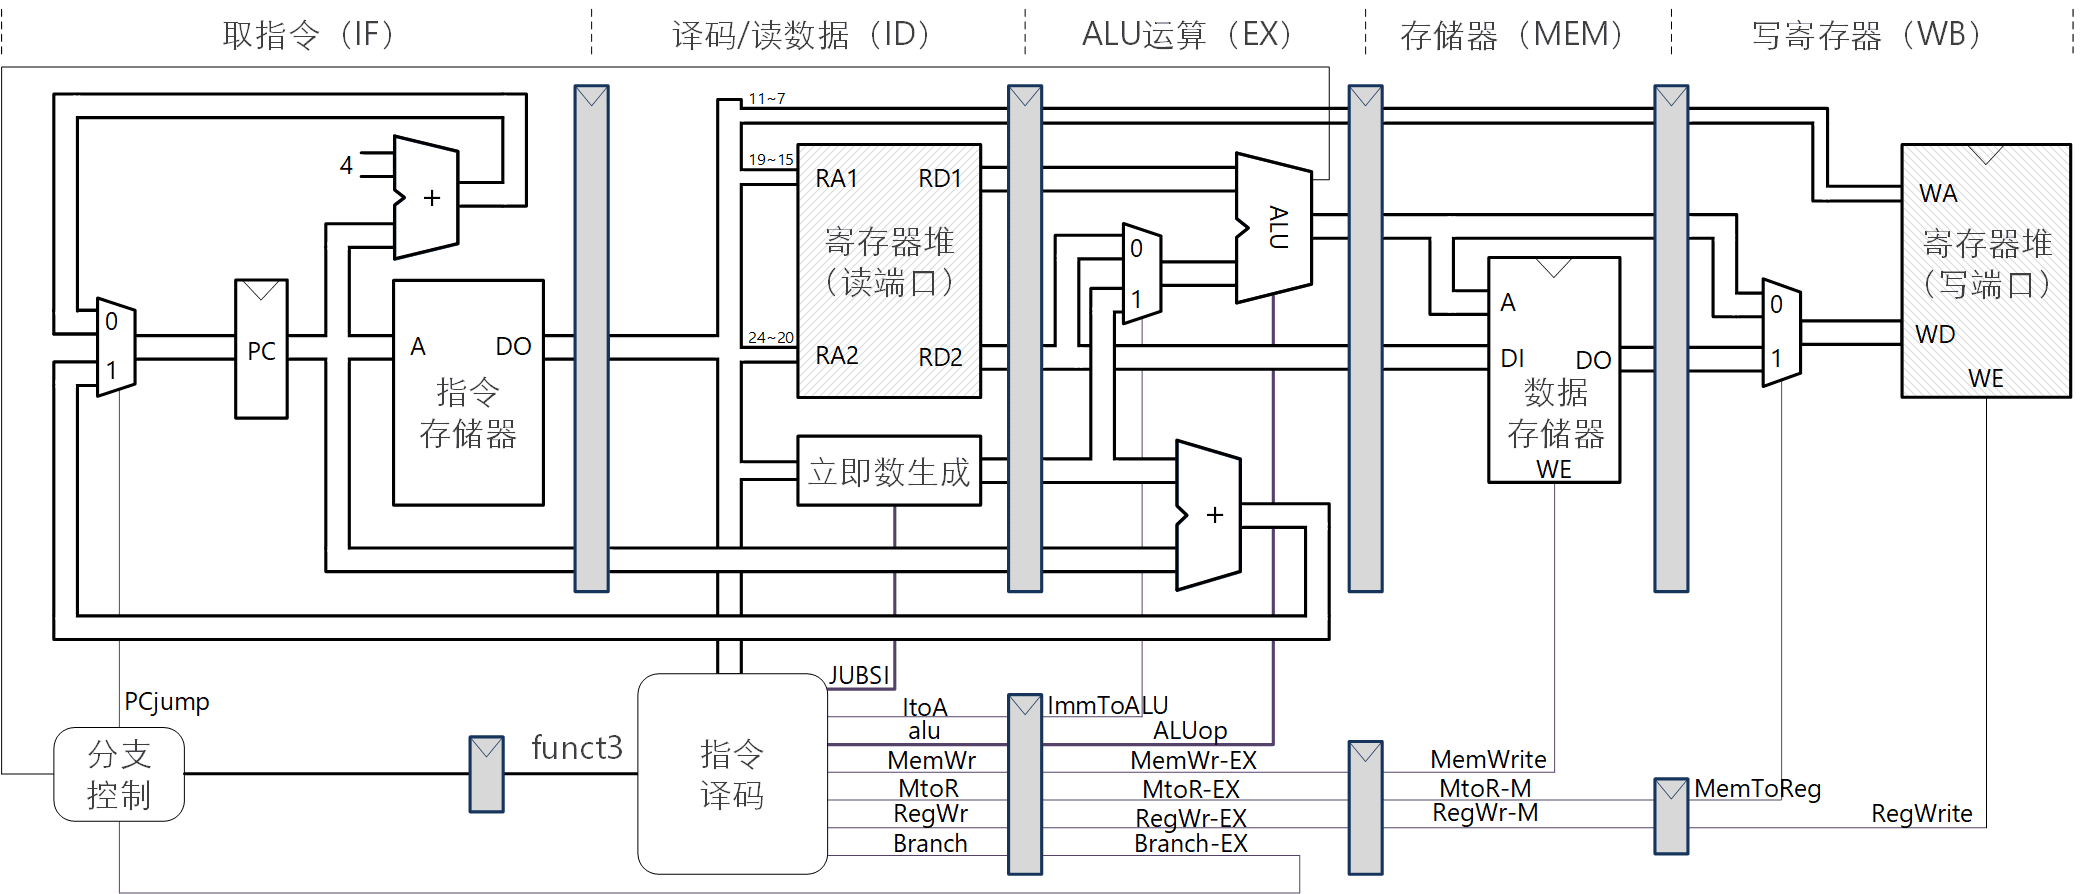 取指令（IF）
译码/读数据（ID）
ALU运算（EX）
存储器（MEM）
写寄存器（WB）
11~7
4
+
19~15
RA1
RD1
寄存器堆
（读端口）
24~20
RA2
RD2
0
1
ALU
WA
寄存器堆
（写端口）
WD
WE
0
1
PC
A
DO
指令
存储器
A
DI
DO
数据
存储器
WE
0
1
立即数生成
+
JUBSI
PCjump
分支
控制
funct3
指令
译码
ItoA
ImmToALU
alu
ALUop
MemWr
MemWr-EX
MemWrite
MtoR
MtoR-EX
MtoR-M
MemToReg
RegWr
RegWr-EX
RegWr-M
RegWrite
Branch
Branch-EX